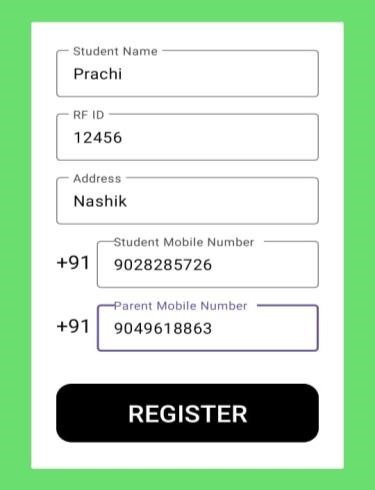 Student Name
Prachi
RF ID
12456
Address
Nashik
Student Mobile Number
+91 9028285726
Parent Mobile Number
+91 9049618863
REGISTER